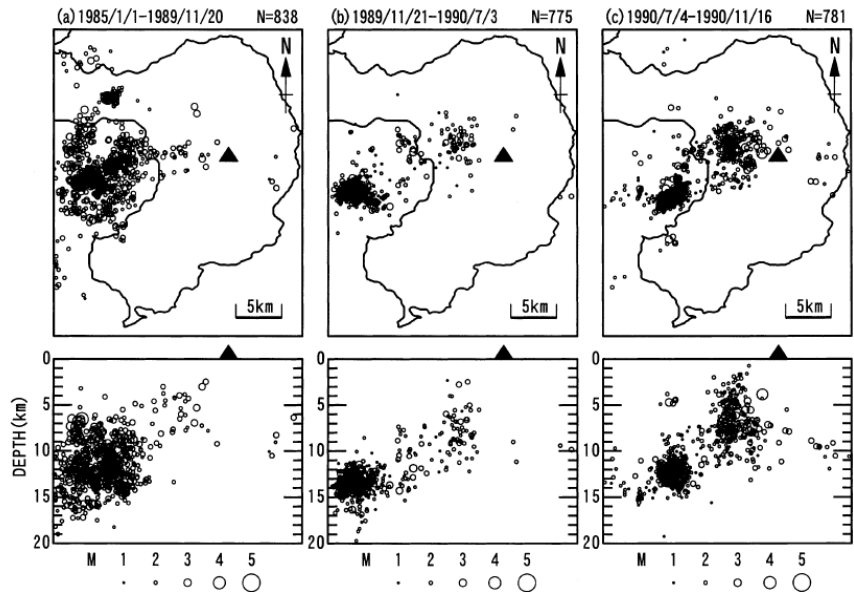 (a) 1985/1/1-1989/11/20 N=838 (b) 1989/11/21-1990/7/3 N=775 (c) 1990/7/4-1990/11/16 N=781
N N N
5km 5km 5km
0 0 0
5 5 5
DEPTH(km) 10 10 10
15 15 15
20 20 20
M 1 2 3 4 5 M 1 2 3 4 5 M 1 2 3 4 5